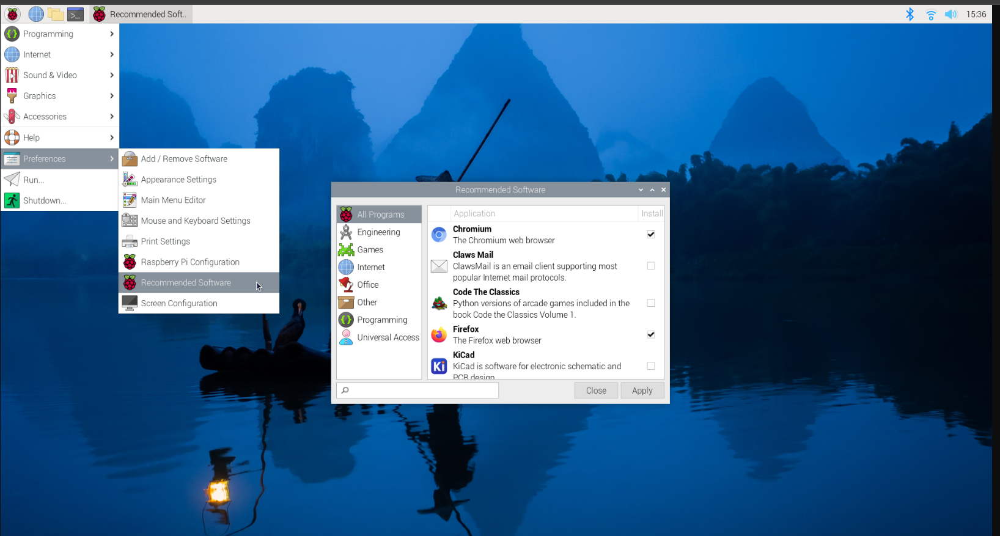 Recommended Soft..
15:36
Programming
Internet
Sound & Video
Graphics
Accessories
Help
Preferences
Run...
Shutdown...
Add / Remove Software
Appearance Settings
Main Menu Editor
Mouse and Keyboard Settings
Print Settings
Raspberry Pi Configuration
Recommended Software
Screen Configuration
Recommended Software
All Programs
Engineering
Games
Internet
Office
Other
Programming
Universal Access
Application Install
Chromium
The Chromium web browser
Claws Mail
ClawsMail is an email client supporting most
popular Internet mail protocols.
Code The Classics
Python versions of arcade games included in the
book Code the Classics Volume 1.
Firefox
The Firefox web browser
Ki
KiCad
KiCad is software for electronic schematic and
PCB design
Close Apply